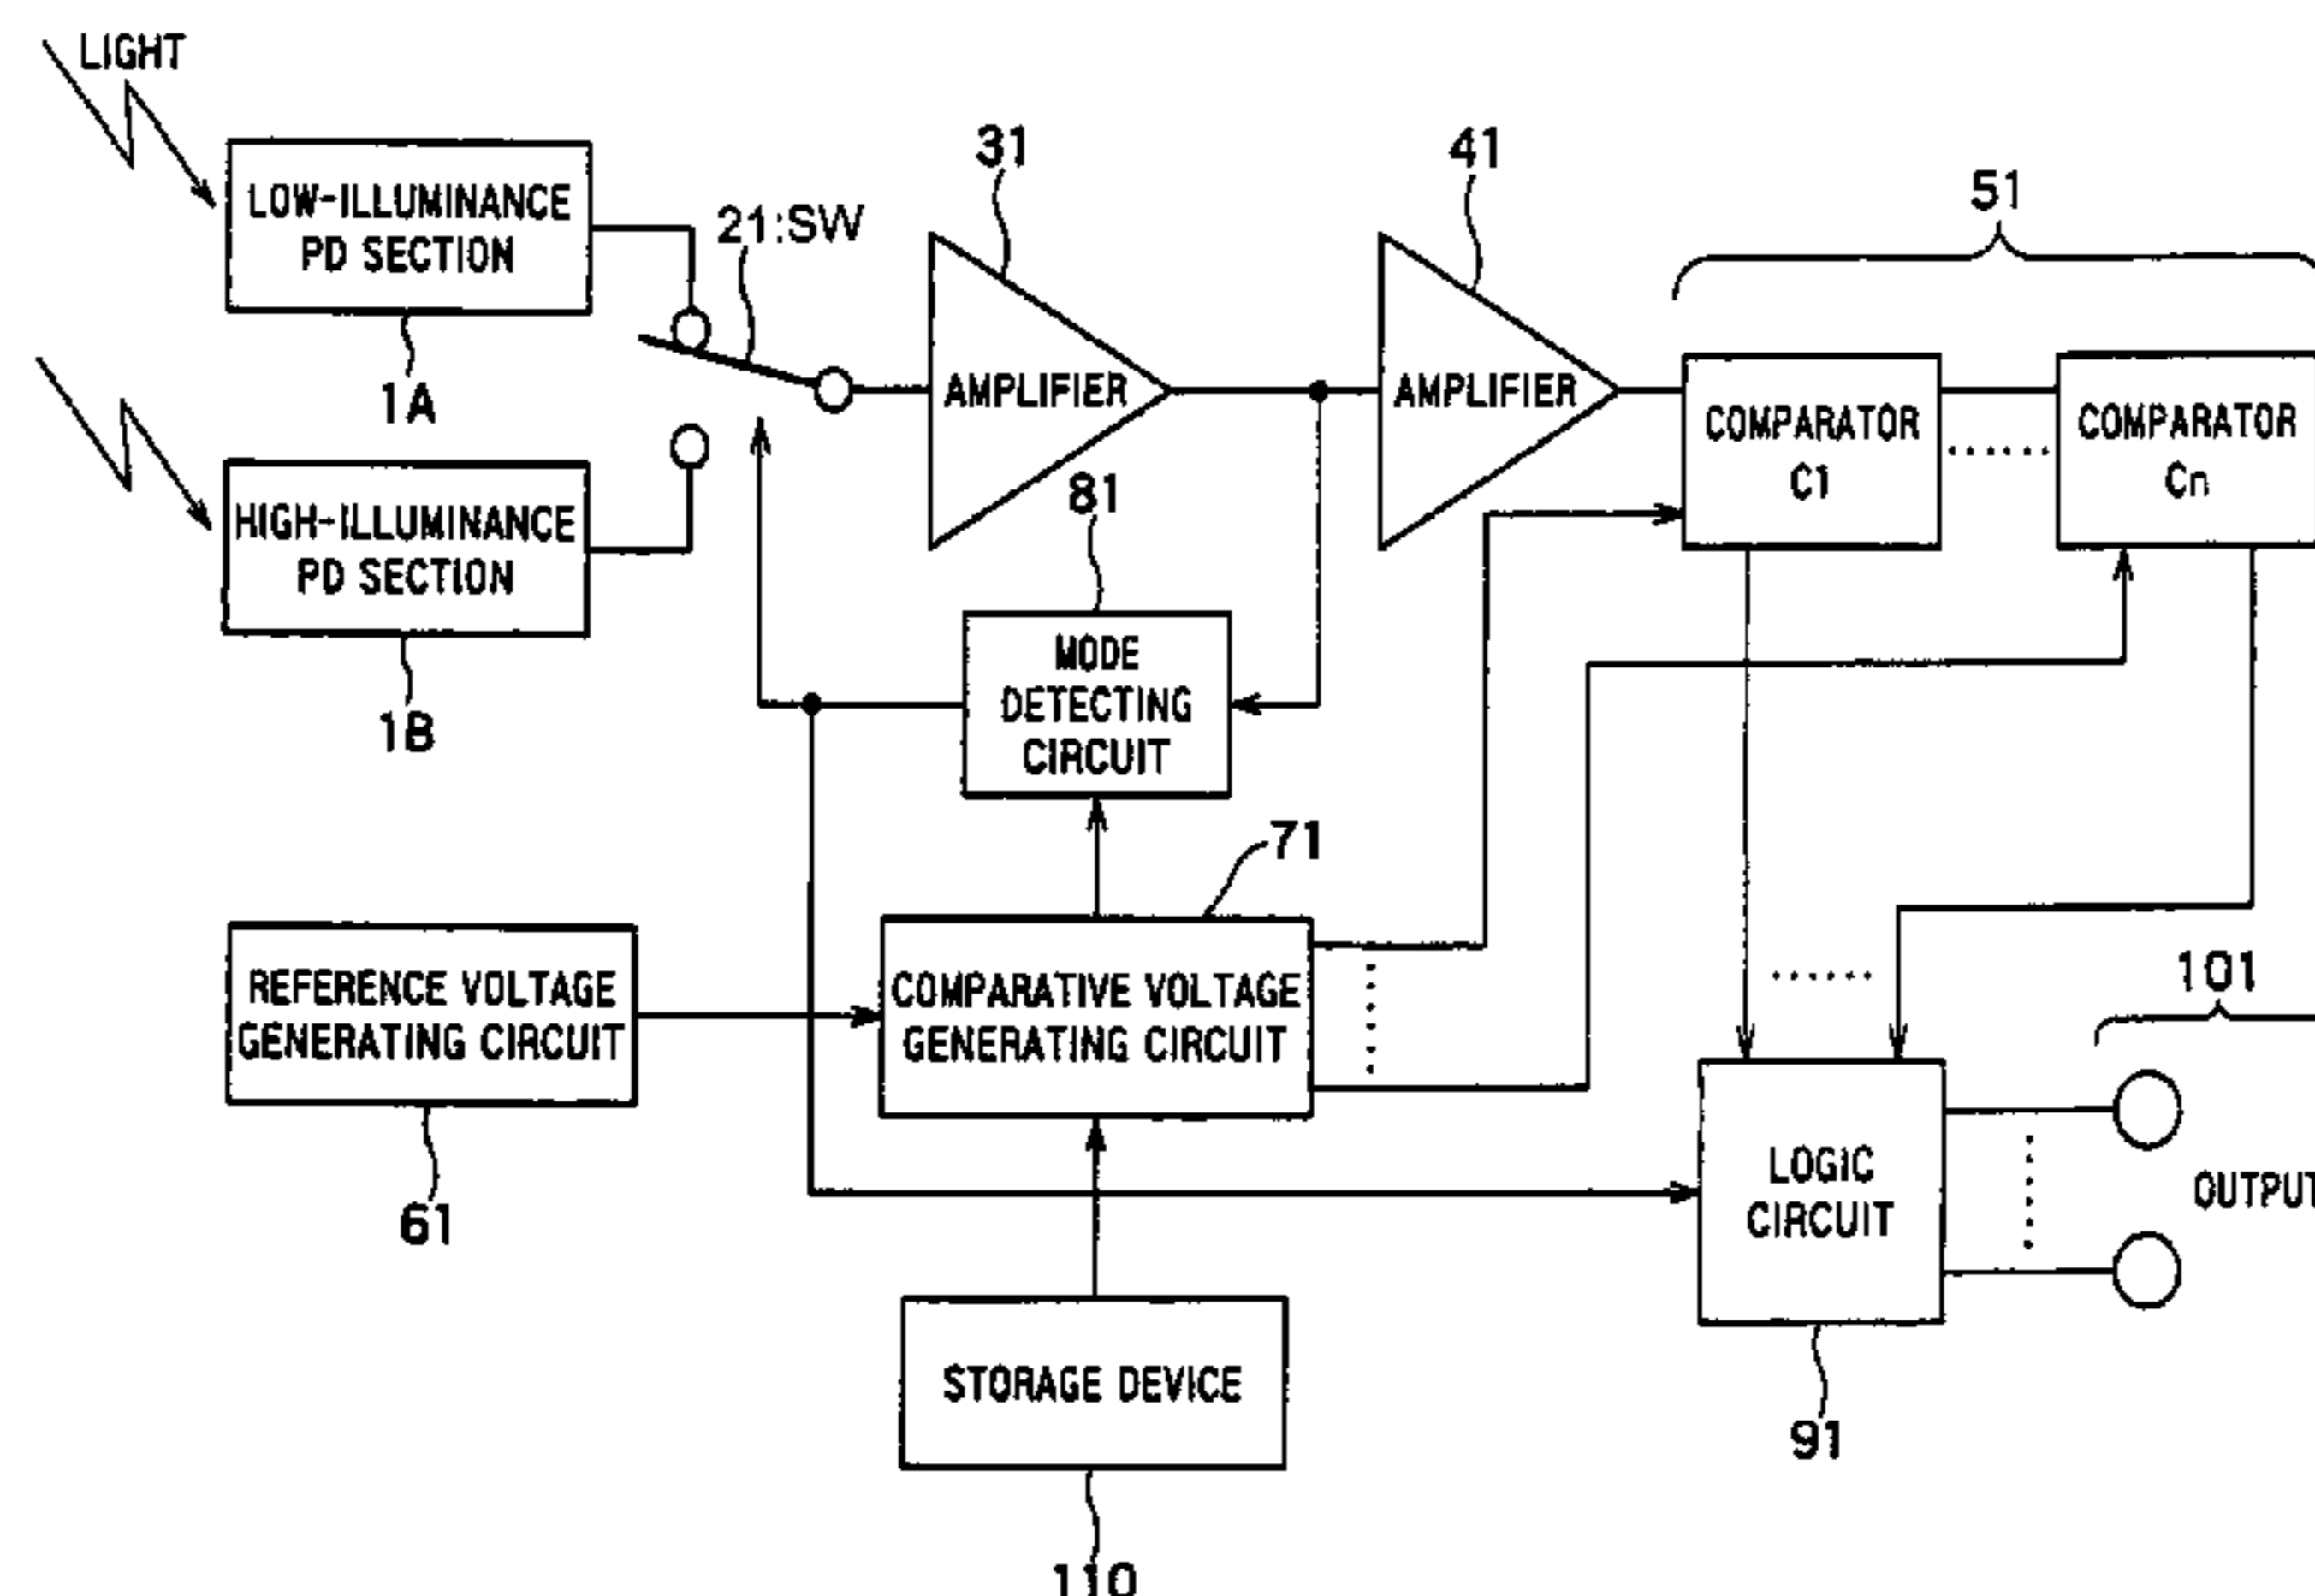 LIGHT
LOW-ILLUMINANCE
PD SECTION
1A
HIGH-ILLUMINANCE
PD SECTION
1B
21:SW
31
AMPLIFIER
41
AMPLIFIER
51
COMPARATOR
C1
COMPARATOR
Cn
81
MODE
DETECTING
CIRCUIT
71
REFERENCE VOLTAGE
GENERATING CIRCUIT
61
COMPARATIVE VOLTAGE
GENERATING CIRCUIT
101
LOGIC
CIRCUIT
OUTPUT
91
STORAGE DEVICE
110